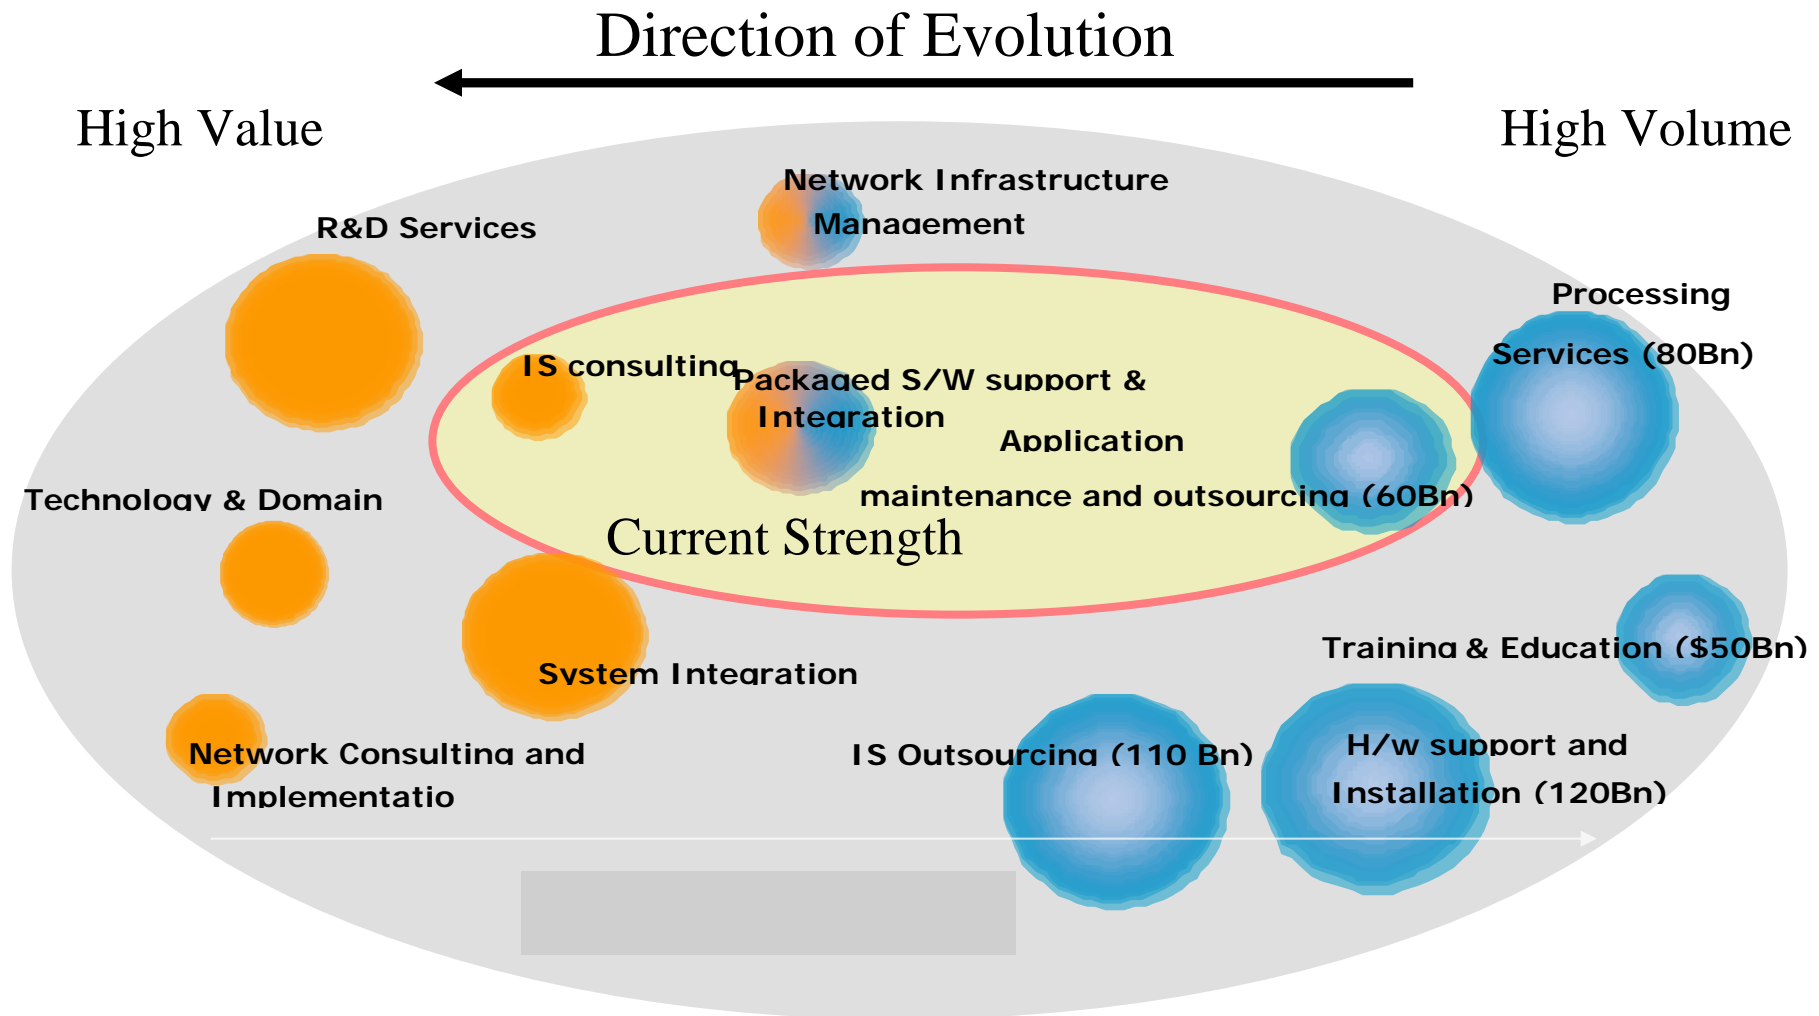 Direction of Evolution
High Value
High Volume
Network Infrastructure
Management
R&D Services
Processing
Services (80Bn)
IS consulting
Packaged S/W support &
Integration
Application
maintenance and outsourcing (60Bn)
Technology & Domain
Current Strength
Training & Education ($50Bn)
System Integration
Network Consulting and
Implementatio
IS Outsourcing (110 Bn)
H/w support and
Installation (120Bn)